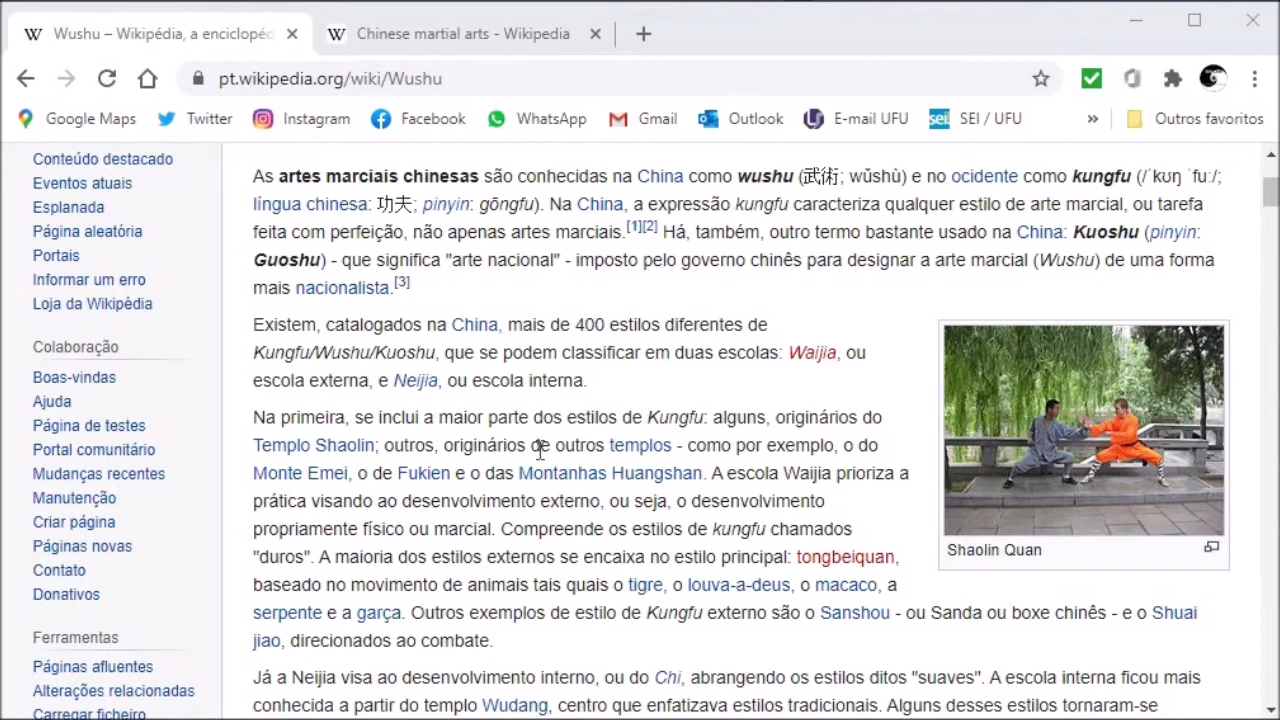 Wushu – Wikipédia, a enciclopéd
Chinese martial arts - Wikipedia
pt.wikipedia.org/wiki/Wushu
Google Maps Twitter Instagram Facebook WhatsApp Gmail Outlook E-mail UFU sei. SEI / UFU » Outros favoritos
Conteúdo destacado
Eventos atuais
Esplanada
Página aleatória
Portais
Informar um erro
Loja da Wikipédia
Colaboração
Boas-vindas
Ajuda
Página de testes
Portal comunitário
Mudanças recentes
Manutenção
Criar página
Páginas novas
Contato
Donativos
Ferramentas
Páginas afluentes
Alterações relacionadas
Carregar ficheiro
As artes marciais chinesas são conhecidas na China como wushu (武術; wǔshù) e no ocidente como kungfu (/ˈkʊŋ ˈfuː/;
língua chinesa: 功夫; pinyin: gōngfu). Na China, a expressão kungfu caracteriza qualquer estilo de arte marcial, ou tarefa
feita com perfeição, não apenas artes marciais.[1][2] Há, também, outro termo bastante usado na China: Kuoshu (pinyin:
Guoshu) - que significa "arte nacional" - imposto pelo governo chinês para designar a arte marcial (Wushu) de uma forma
mais nacionalista.[3]
Existem, catalogados na China, mais de 400 estilos diferentes de
Kungfu/Wushu/Kuoshu, que se podem classificar em duas escolas: Waijia, ou
escola externa, e Neijia, ou escola interna.
Na primeira, se inclui a maior parte dos estilos de Kungfu: alguns, originários do
Templo Shaolin; outros, originários de outros templos - como por exemplo, o do
Monte Emei, o de Fukien e o das Montanhas Huangshan. A escola Waijia prioriza a
prática visando ao desenvolvimento externo, ou seja, o desenvolvimento
propriamente físico ou marcial. Compreende os estilos de kungfu chamados
"duros". A maioria dos estilos externos se encaixa no estilo principal: tongbeiquan,
baseado no movimento de animais tais quais o tigre, o louva-a-deus, o macaco, a
serpente e a garça. Outros exemplos de estilo de Kungfu externo são o Sanshou - ou Sanda ou boxe chinês - e o Shuai
jiao, direcionados ao combate.
Shaolin Quan
Já a Neijia visa ao desenvolvimento interno, ou do Chi, abrangendo os estilos ditos "suaves". A escola interna ficou mais
conhecida a partir do templo Wudang, centro que enfatizava estilos tradicionais. Alguns desses estilos tornaram-se